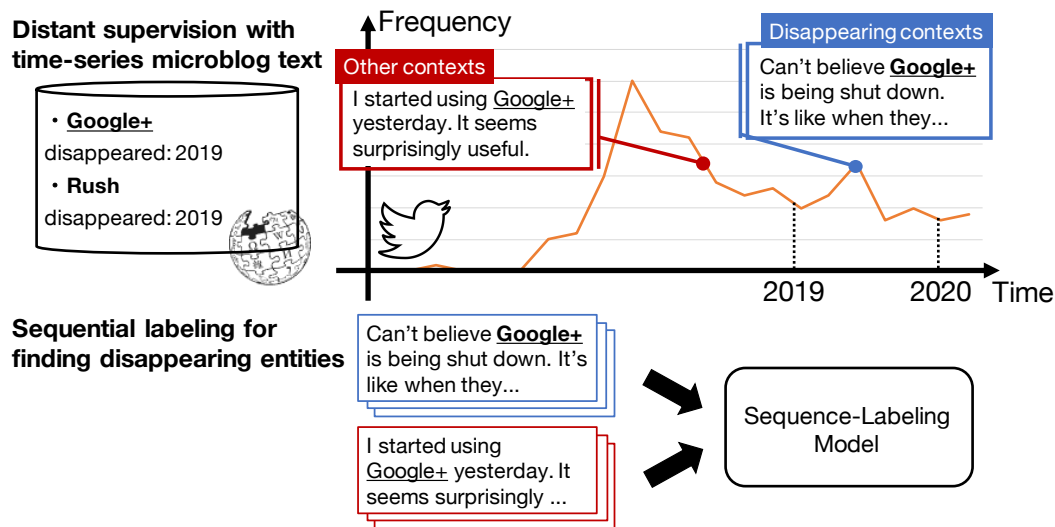 Distant supervision with
time-series microblog text
・ Google+
disappeared: 2019
・ Rush
disappeared: 2019
Frequency
Other contexts
I started using Google+
yesterday. It seems
surprisingly useful.
Disappearing contexts
Can't believe Google+
is being shut down.
It's like when they...
2019
2020
Time
Sequential labeling for
finding disappearing entities
Can't believe Google+
is being shut down. It's
like when they...
I started using
Google+ yesterday. It
seems surprisingly ...
Sequence-Labeling
Model